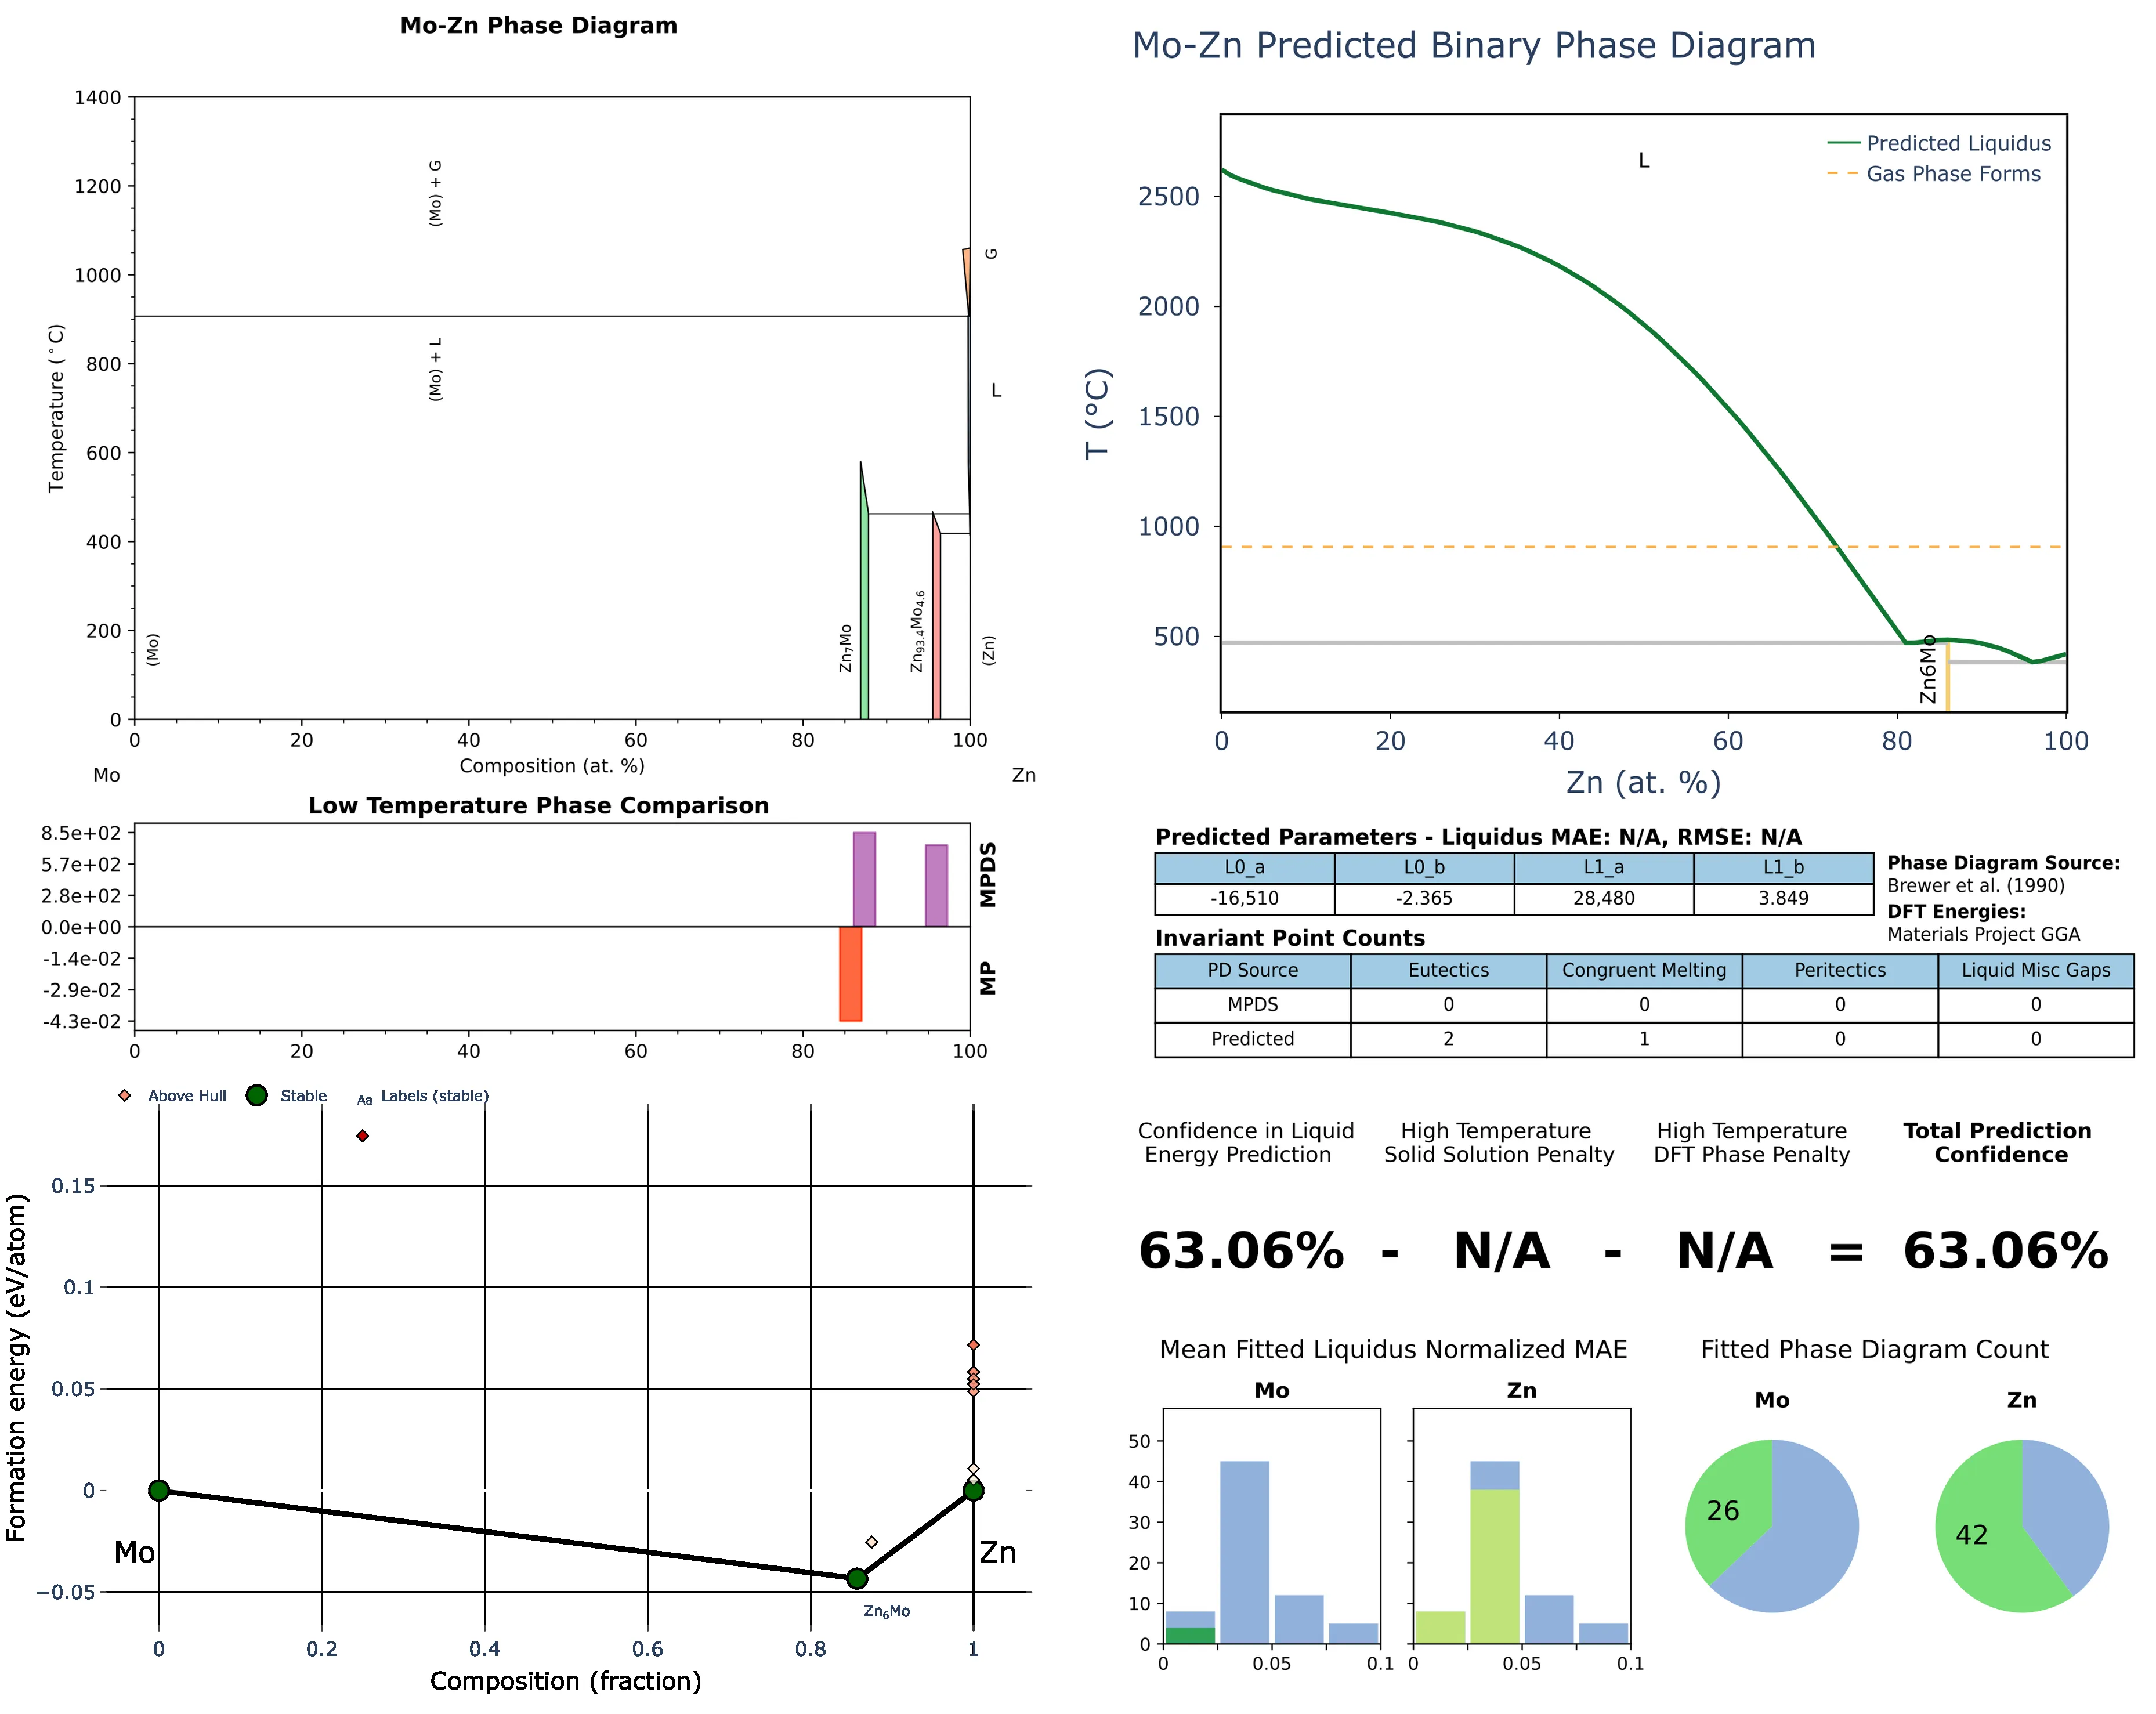 Mo-Zn Phase Diagram
1400
1200
1000
800
600
400
200
0
Temperature (°C)
(Mo) + G
(Mo) + L
G
L
(Mo)
Zn₇Mo
Zn₉₃.₄Mo₄.₆
(Zn)
0 20 40 60 80 100
Composition (at. %)
Mo Zn
Low Temperature Phase Comparison
8.5e+02
5.7e+02
2.8e+02
0.0e+00
-1.4e-02
-2.9e-02
-4.3e-02
MPDS
MP
0 20 40 60 80 100
Above Hull Stable Aa Labels (stable)
0.15
0.1
0.05
0
−0.05
Formation energy (eV/atom)
Mo Zn
Zn₆Mo
0 0.2 0.4 0.6 0.8 1
Composition (fraction)
Mo-Zn Predicted Binary Phase Diagram
L
Predicted Liquidus
Gas Phase Forms
2500
2000
1500
1000
500
T (°C)
Zn6Mo
0 20 40 60 80 100
Zn (at. %)
Predicted Parameters - Liquidus MAE: N/A, RMSE: N/A
L0_a L0_b L1_a L1_b
-16,510 -2.365 28,480 3.849
Phase Diagram Source:
Brewer et al. (1990)
DFT Energies:
Materials Project GGA
Invariant Point Counts
PD Source Eutectics Congruent Melting Peritectics Liquid Misc Gaps
MPDS 0 0 0 0
Predicted 2 1 0 0
Confidence in Liquid
Energy Prediction
High Temperature
Solid Solution Penalty
High Temperature
DFT Phase Penalty
Total Prediction
Confidence
63.06% - N/A - N/A = 63.06%
Mean Fitted Liquidus Normalized MAE
Mo Zn
50
40
30
20
10
0
0 0.05 0.1 0 0.05 0.1
Fitted Phase Diagram Count
Mo Zn
26 42